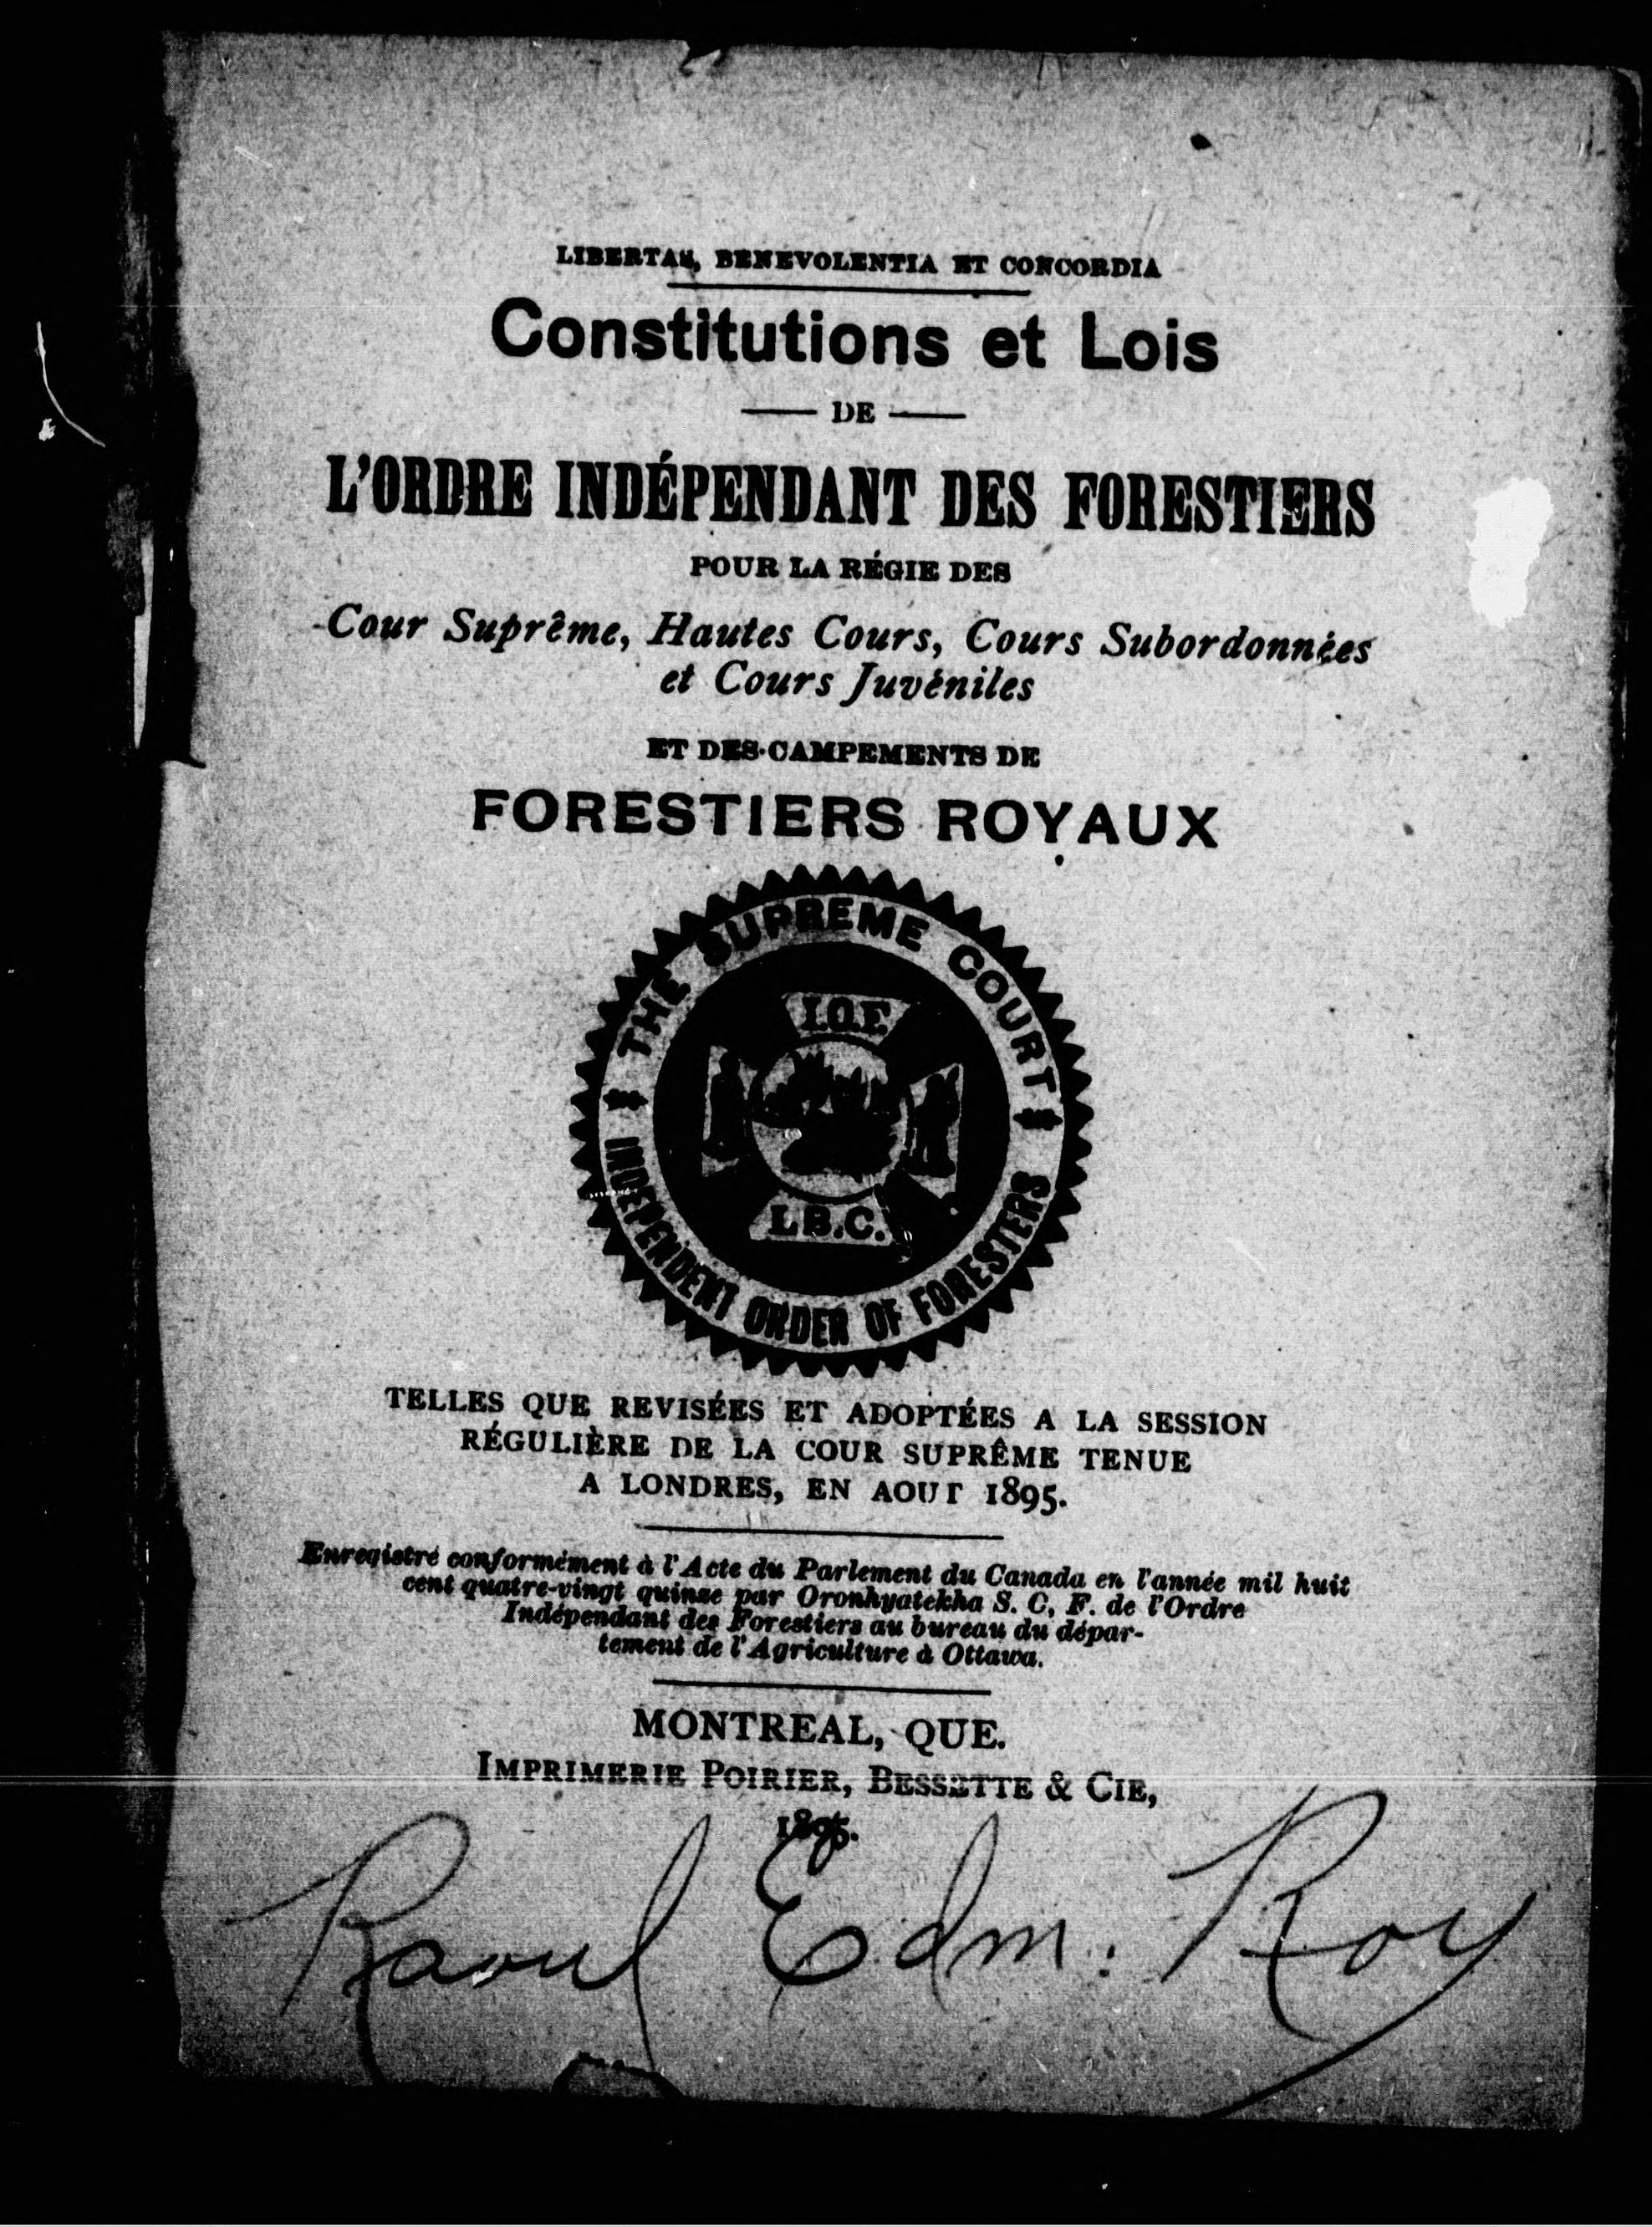 LIBERTAS, BENEVOLENTIA ET CONCORDIA
Constitutions et Lois
DE
L'ORDRE INDÉPENDANT DES FORESTIERS
POUR LA RÉGIE DES
Cour Suprême, Hautes Cours, Cours Subordonnées
et Cours Juvéniles
ET DES CAMPEMENTS DE
FORESTIERS ROYAUX
THE SUPREME COURT
I.O.F.
L.B.C.
INDEPENDENT ORDER OF FORESTERS
TELLES QUE REVISÉES ET ADOPTÉES A LA SESSION
RÉGULIÈRE DE LA COUR SUPRÊME TENUE
A LONDRES, EN AOUT 1895.
Enregistré conformément à l'Acte du Parlement du Canada en l'année mil huit
cent quatre-vingt quinze par Oronhyatekha S. C, F. de l'Ordre
Indépendant des Forestiers au bureau du dépar-
tement de l'Agriculture à Ottawa.
MONTREAL, QUE.
IMPRIMERIE POIRIER, BESSETTE & CIE,
1895.
Raoul Edm. Roy